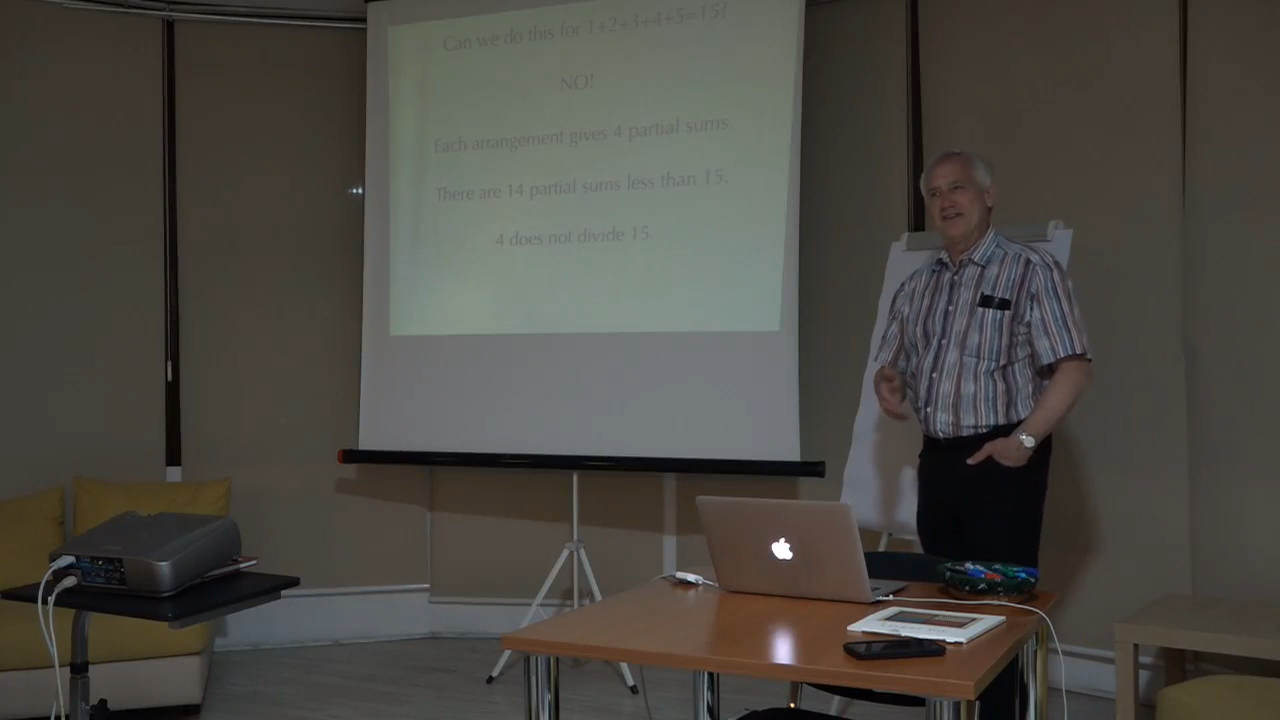 Can we do this for 1+2+3+4+5=15?
NO!
Each arrangement gives 4 partial sums.
There are 14 partial sums less than 15.
4 does not divide 15.